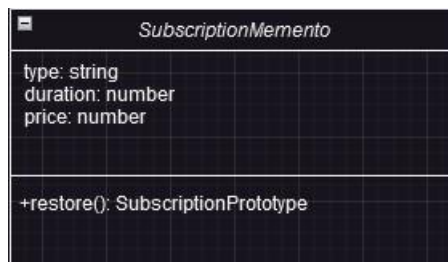 SubscriptionMemento
type: string
duration: number
price: number
+restore(): SubscriptionPrototype